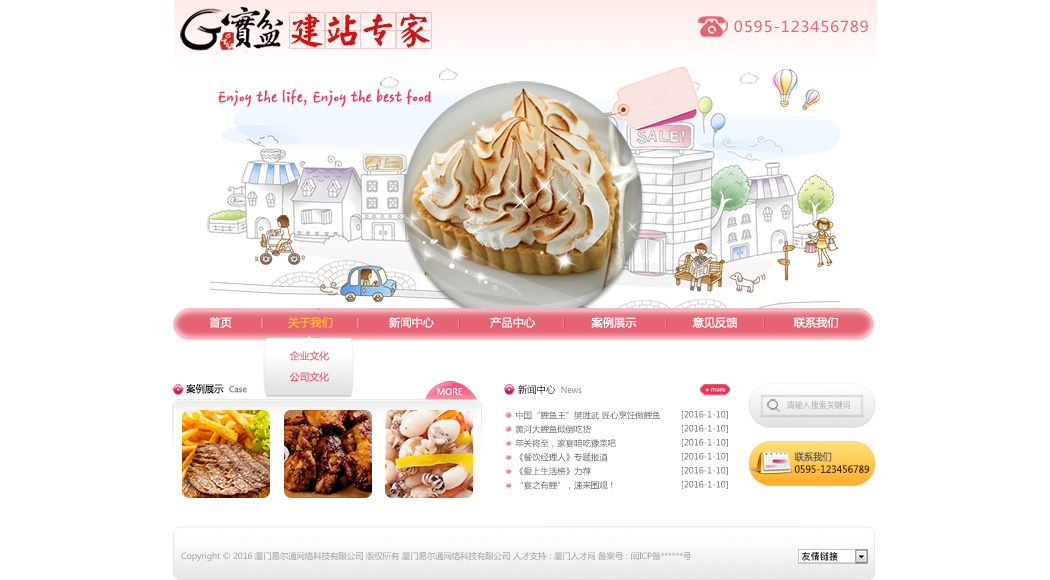 寶盆 建站专家
0595-123456789
Enjoy the life, Enjoy the best food
SALE!
首页 关于我们 新闻中心 产品中心 案例展示 意见反馈 联系我们
企业文化
公司文化
案例展示 Case
MORE
新闻中心 News
+ more
中国“鲤鱼王”樊胜武 匠心烹饪做鲤鱼 [2016-1-10]
黄河大鲤鱼倾倒吃货 [2016-1-10]
年关将至，家宴啥吃豫菜吧 [2016-1-10]
《餐饮经理人》专题报道 [2016-1-10]
《爱上生活榜》力荐 [2016-1-10]
“宴之有鲤”，速来围观！ [2016-1-10]
请输入搜索关键词
联系我们
0595-123456789
Copyright © 2016 厦门易尔通网络科技有限公司 版权所有 厦门易尔通网络科技有限公司 人才支持：厦门人才网 备案号：闽ICP备******号
友情链接